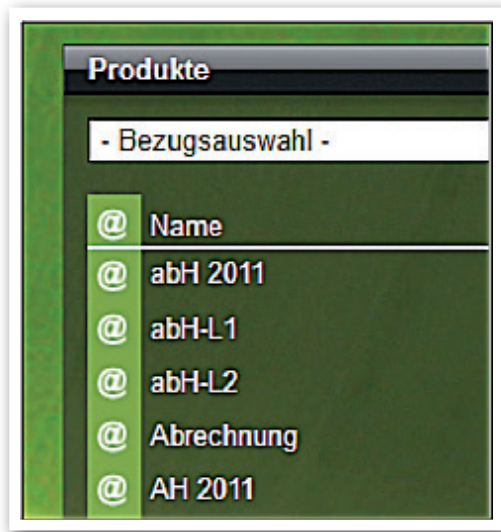 Produkte
- Bezugsauswahl -
@ Name
@ abH 2011
@ abH-L1
@ abH-L2
@ Abrechnung
@ AH 2011